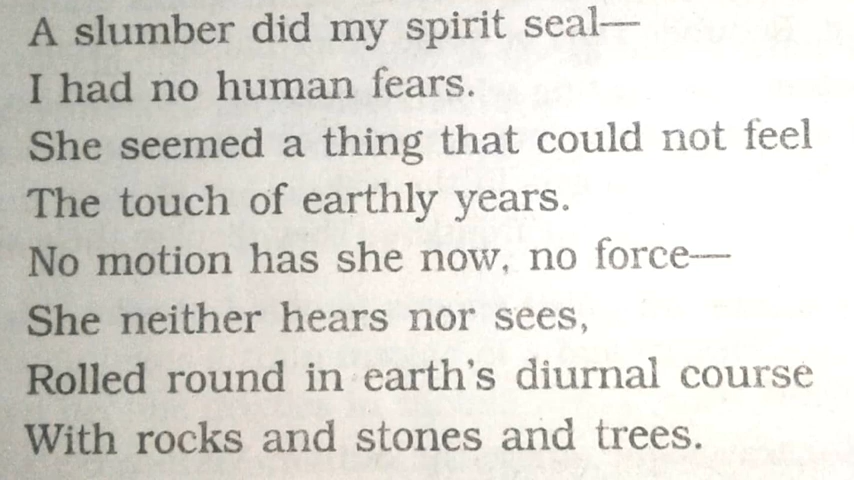 A slumber did my spirit seal—
I had no human fears.
She seemed a thing that could not feel
The touch of earthly years.
No motion has she now, no force—
She neither hears nor sees,
Rolled round in earth's diurnal course
With rocks and stones and trees.